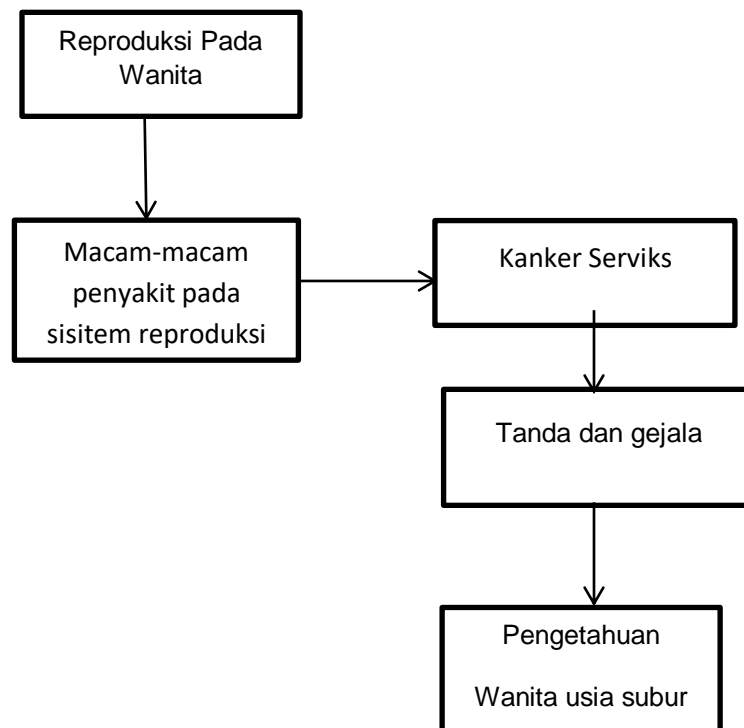 Reproduksi Pada
Wanita
Macam-macam
penyakit pada
sisitem reproduksi
Kanker Serviks
Tanda dan gejala
Pengetahuan
Wanita usia subur